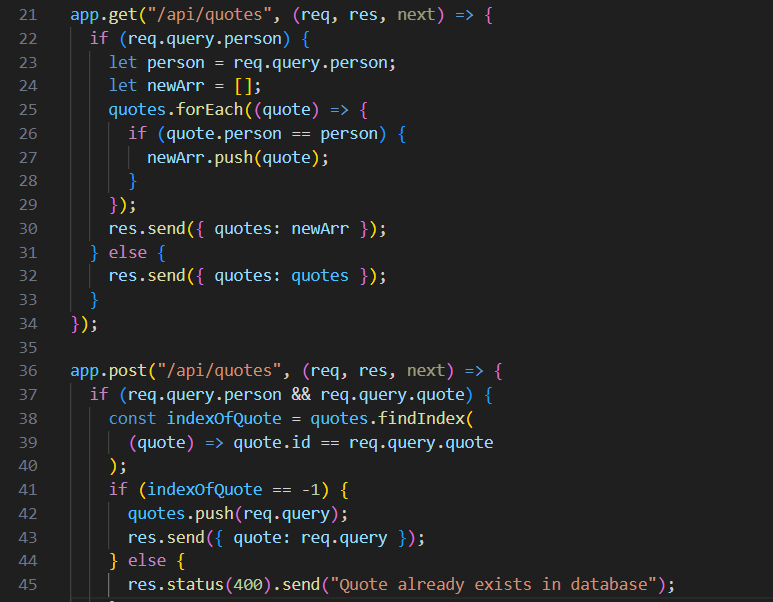 21 app.get("/api/quotes", (req, res, next) => {
22   if (req.query.person) {
23     let person = req.query.person;
24     let newArr = [];
25     quotes.forEach((quote) => {
26       if (quote.person == person) {
27         newArr.push(quote);
28       }
29     });
30     res.send({ quotes: newArr });
31   } else {
32     res.send({ quotes: quotes });
33   }
34 });
35
36 app.post("/api/quotes", (req, res, next) => {
37   if (req.query.person && req.query.quote) {
38     const indexOfQuote = quotes.findIndex(
39       (quote) => quote.id == req.query.quote
40     );
41     if (indexOfQuote == -1) {
42       quotes.push(req.query);
43       res.send({ quote: req.query });
44     } else {
45       res.status(400).send("Quote already exists in database");